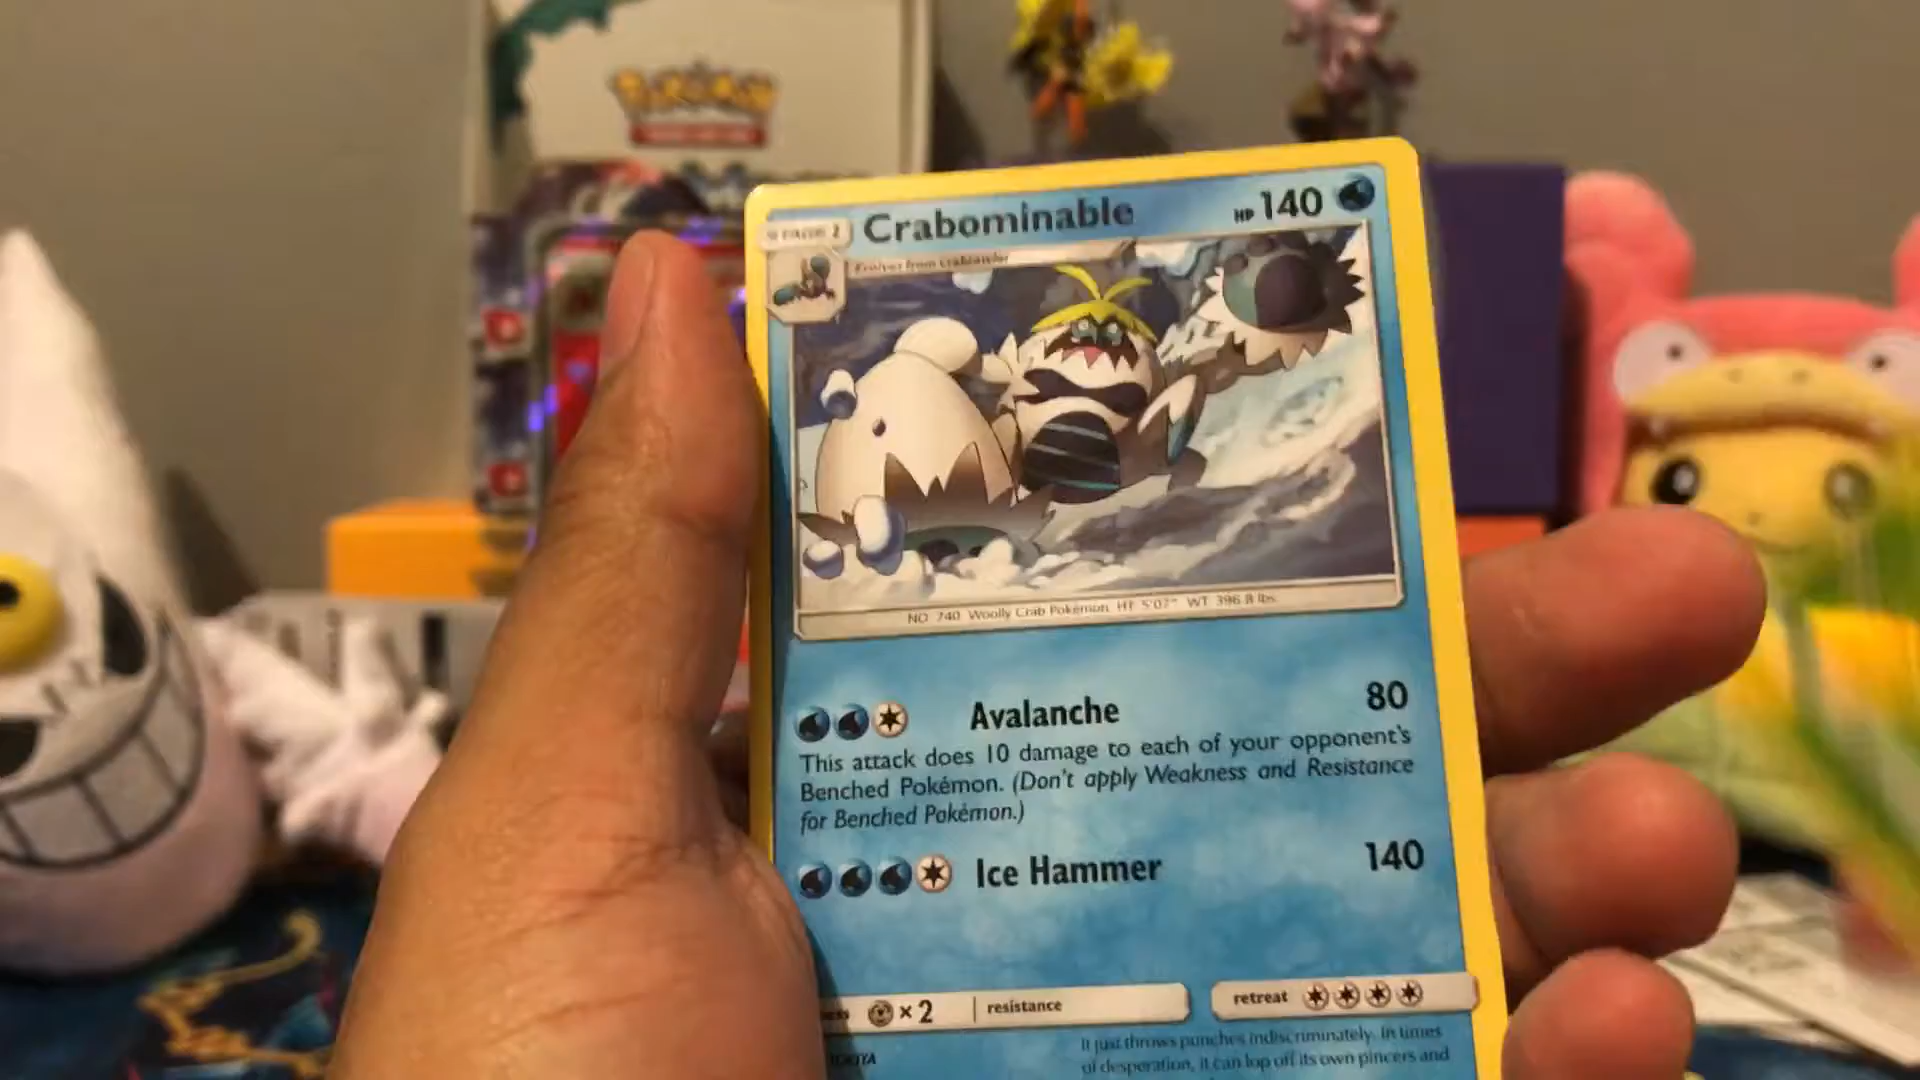 POKÉMON
Crabominable
HP 140
Evolves from Crabrawler
NO. 740 Woolly Crab Pokémon HT: 5'07" WT: 396.8 lbs.
Avalanche 80
This attack does 10 damage to each of your opponent's
Benched Pokémon. (Don't apply Weakness and Resistance
for Benched Pokémon.)
Ice Hammer 140
×2 resistance
retreat
It just throws punches indiscriminately. In times
of desperation, it can lop off its own pincers and